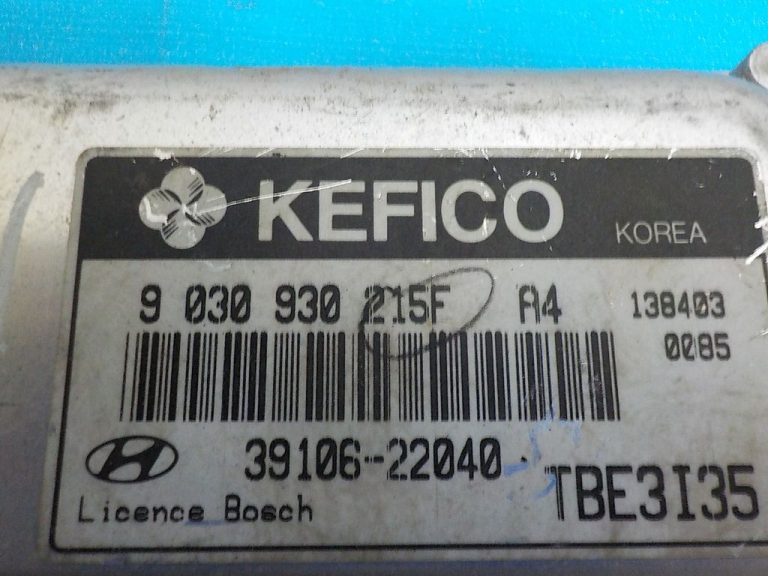 KEFICO KOREA
9 030 930 215F A4 138403
0085
39106-22040
TBE3I35
Licence Bosch